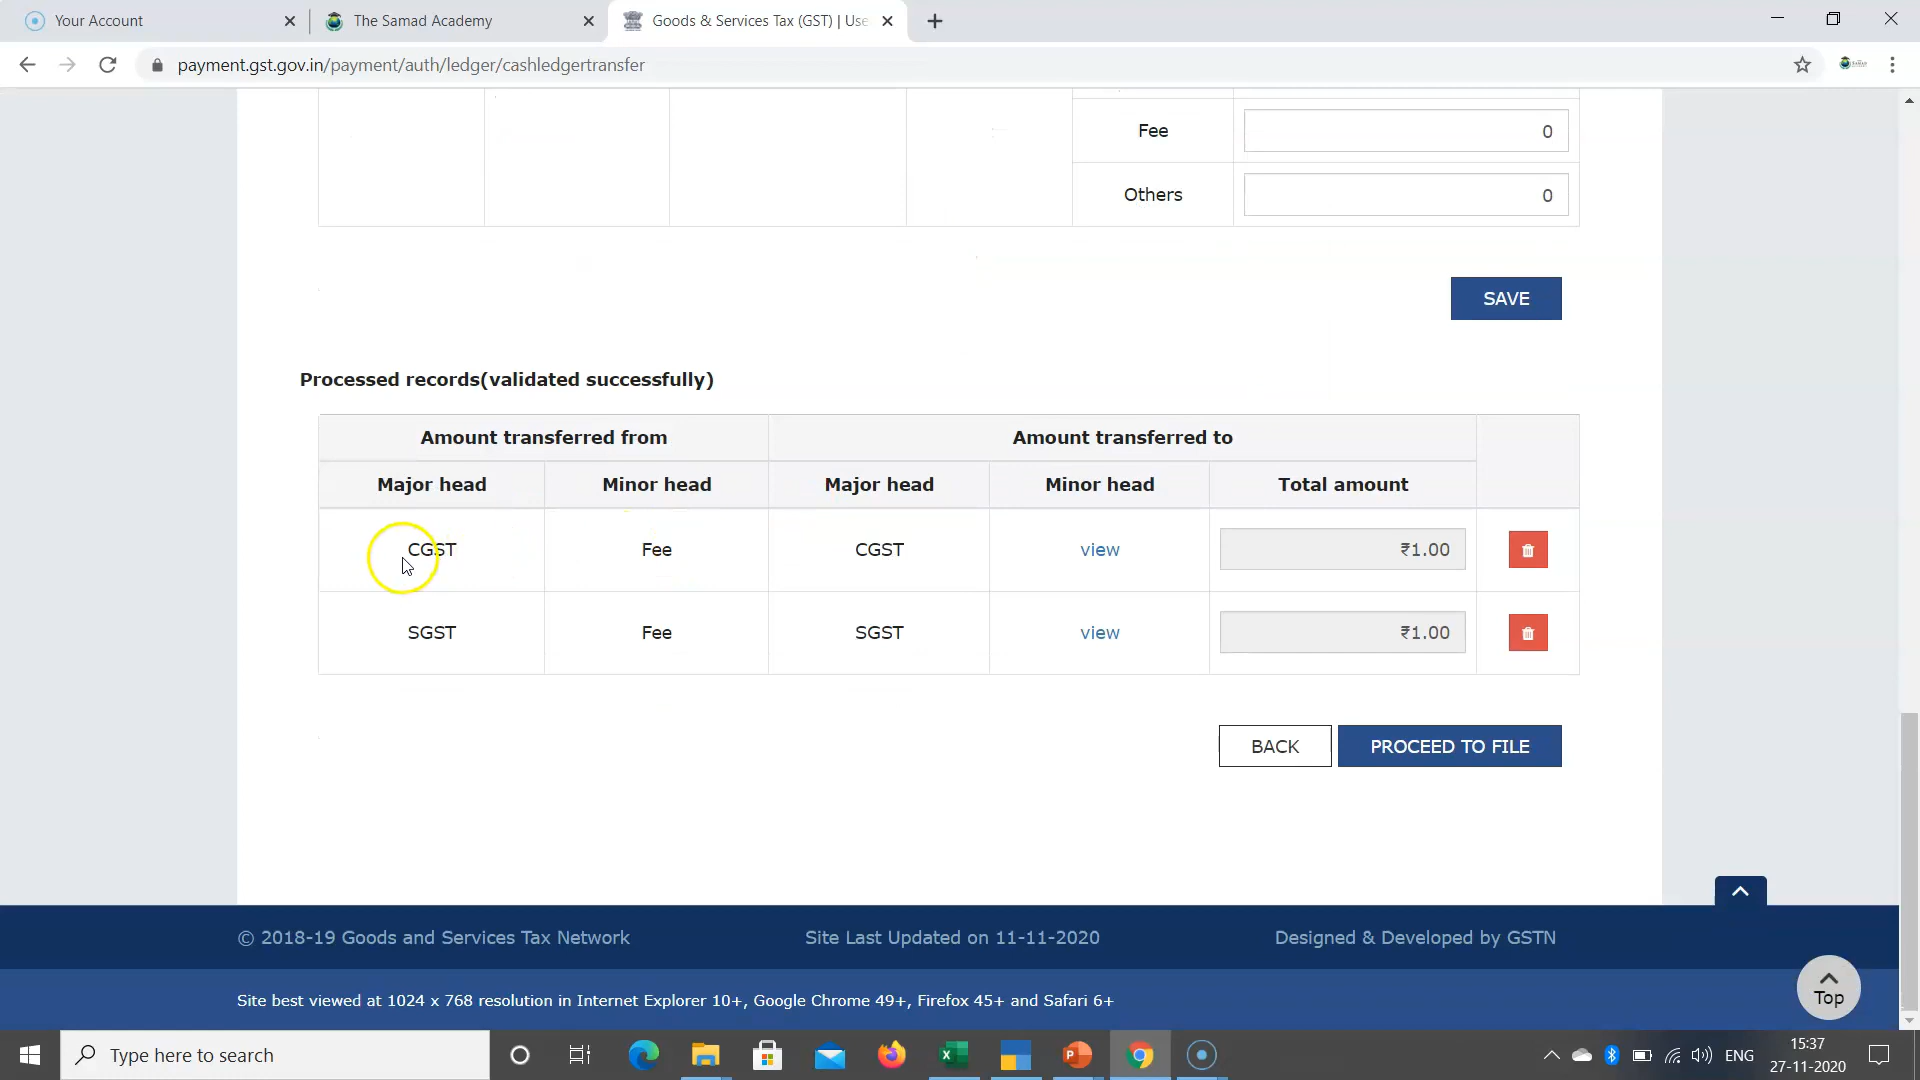 Your Account
The Samad Academy
Goods & Services Tax (GST) | Use
payment.gst.gov.in/payment/auth/ledger/cashledgertransfer
Fee 0
Others 0
SAVE
Processed records(validated successfully)
Amount transferred from Amount transferred to
Major head Minor head Major head Minor head Total amount
CGST Fee CGST view ₹1.00
SGST Fee SGST view ₹1.00
BACK PROCEED TO FILE
© 2018-19 Goods and Services Tax Network Site Last Updated on 11-11-2020 Designed & Developed by GSTN
Top
Site best viewed at 1024 x 768 resolution in Internet Explorer 10+, Google Chrome 49+, Firefox 45+ and Safari 6+
Type here to search
ENG
15:37
27-11-2020